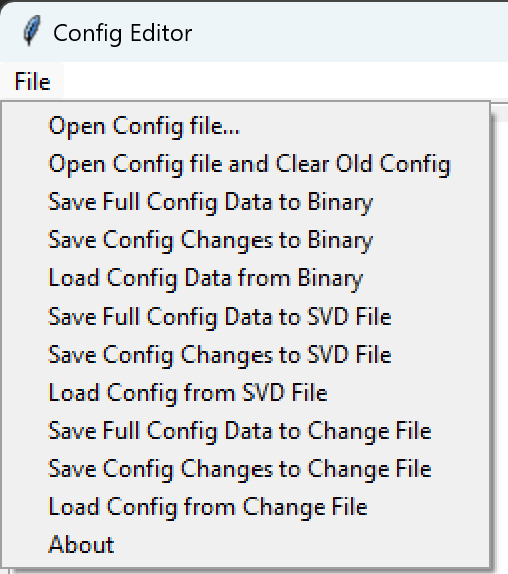 Config Editor
File
Open Config file...
Open Config file and Clear Old Config
Save Full Config Data to Binary
Save Config Changes to Binary
Load Config Data from Binary
Save Full Config Data to SVD File
Save Config Changes to SVD File
Load Config from SVD File
Save Full Config Data to Change File
Save Config Changes to Change File
Load Config from Change File
About